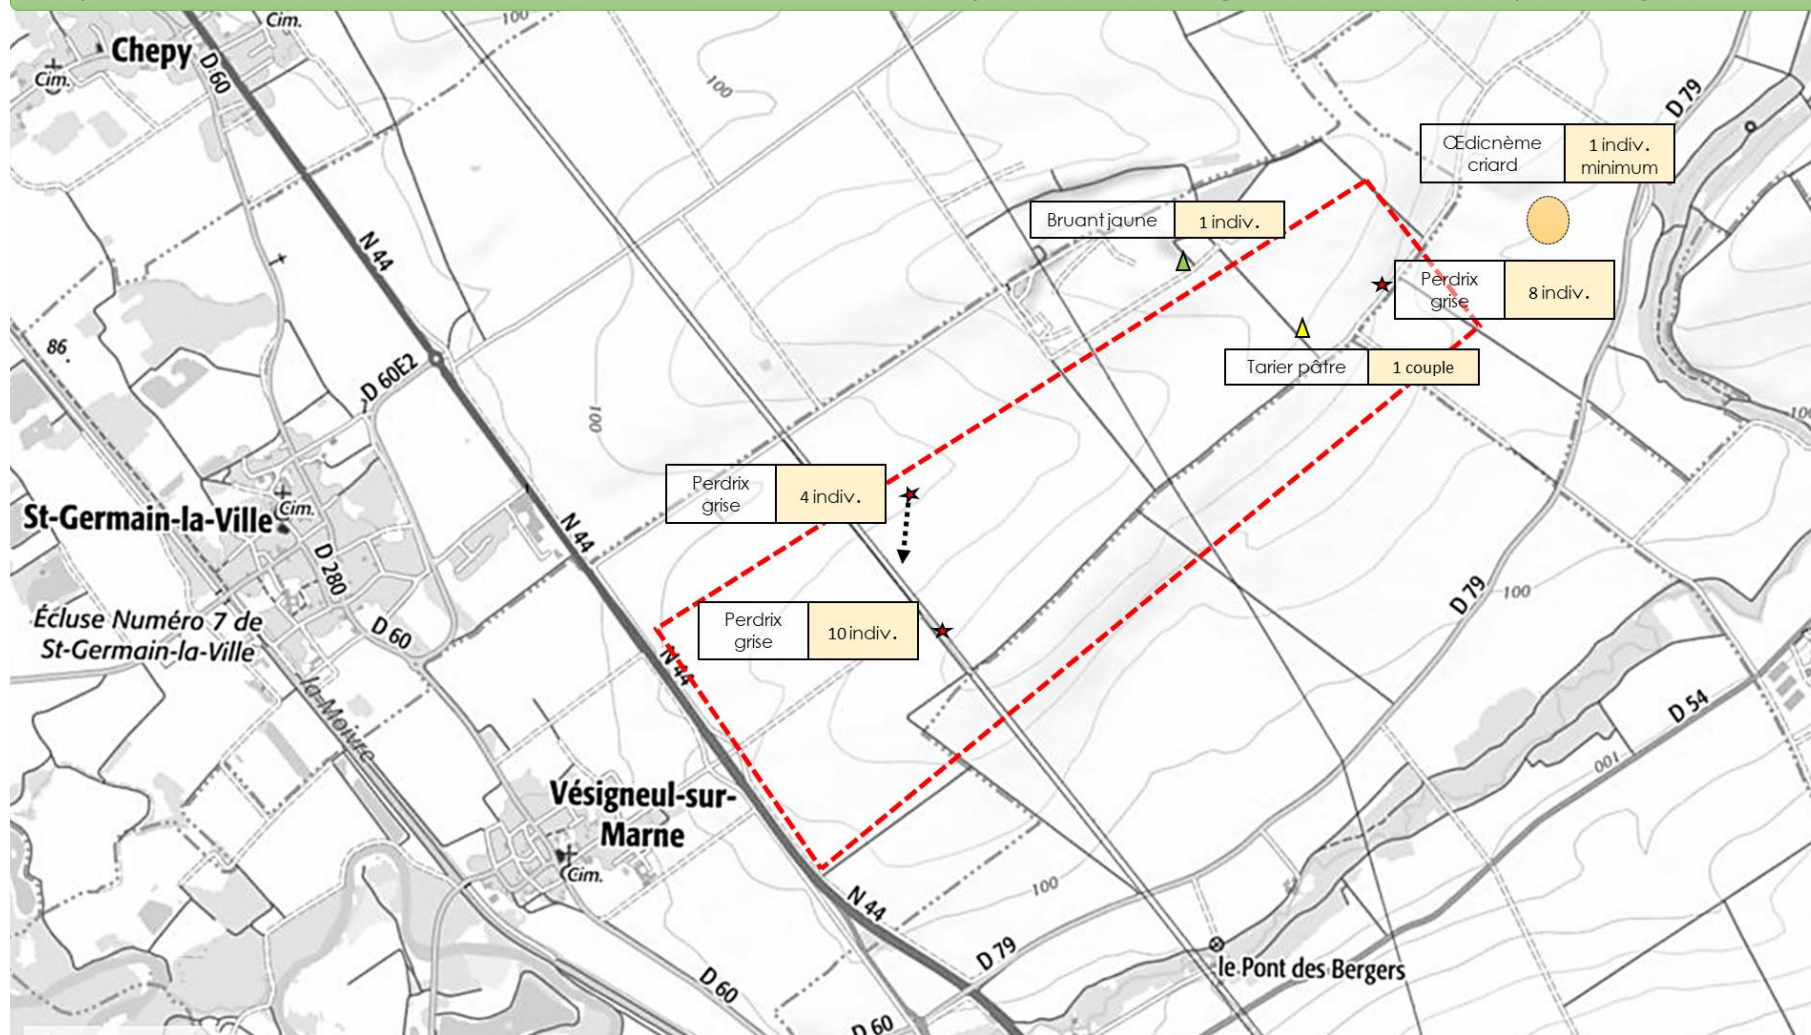 Cim.
100
Chepy
D 60
Cim.
100
D 79
Œdicnème
criard
1 indiv.
minimum
Bruant jaune
1 indiv.
N 44
Perdrix
grise
8 indiv.
86
Tarier pâtre
1 couple
D 60E2
100
100
Perdrix
grise
4 indiv.
Cim.
St-Germain-la-Ville
N 44
D 280
D 79
100
Écluse Numéro 7 de
St-Germain-la-Ville
D 60
Perdrix
grise
10 indiv.
N 44
la Moivre
D 54
100
Vésigneul-sur-
Marne
Cim.
100
N 44
D 79
le Pont des Bergers
D 60
D 60